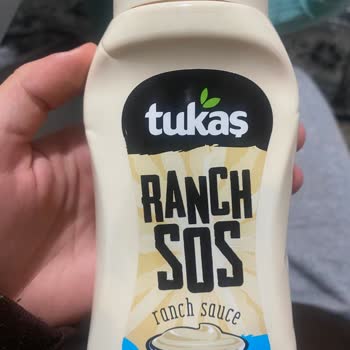 tukaş
RANCH
SOS
ranch sauce